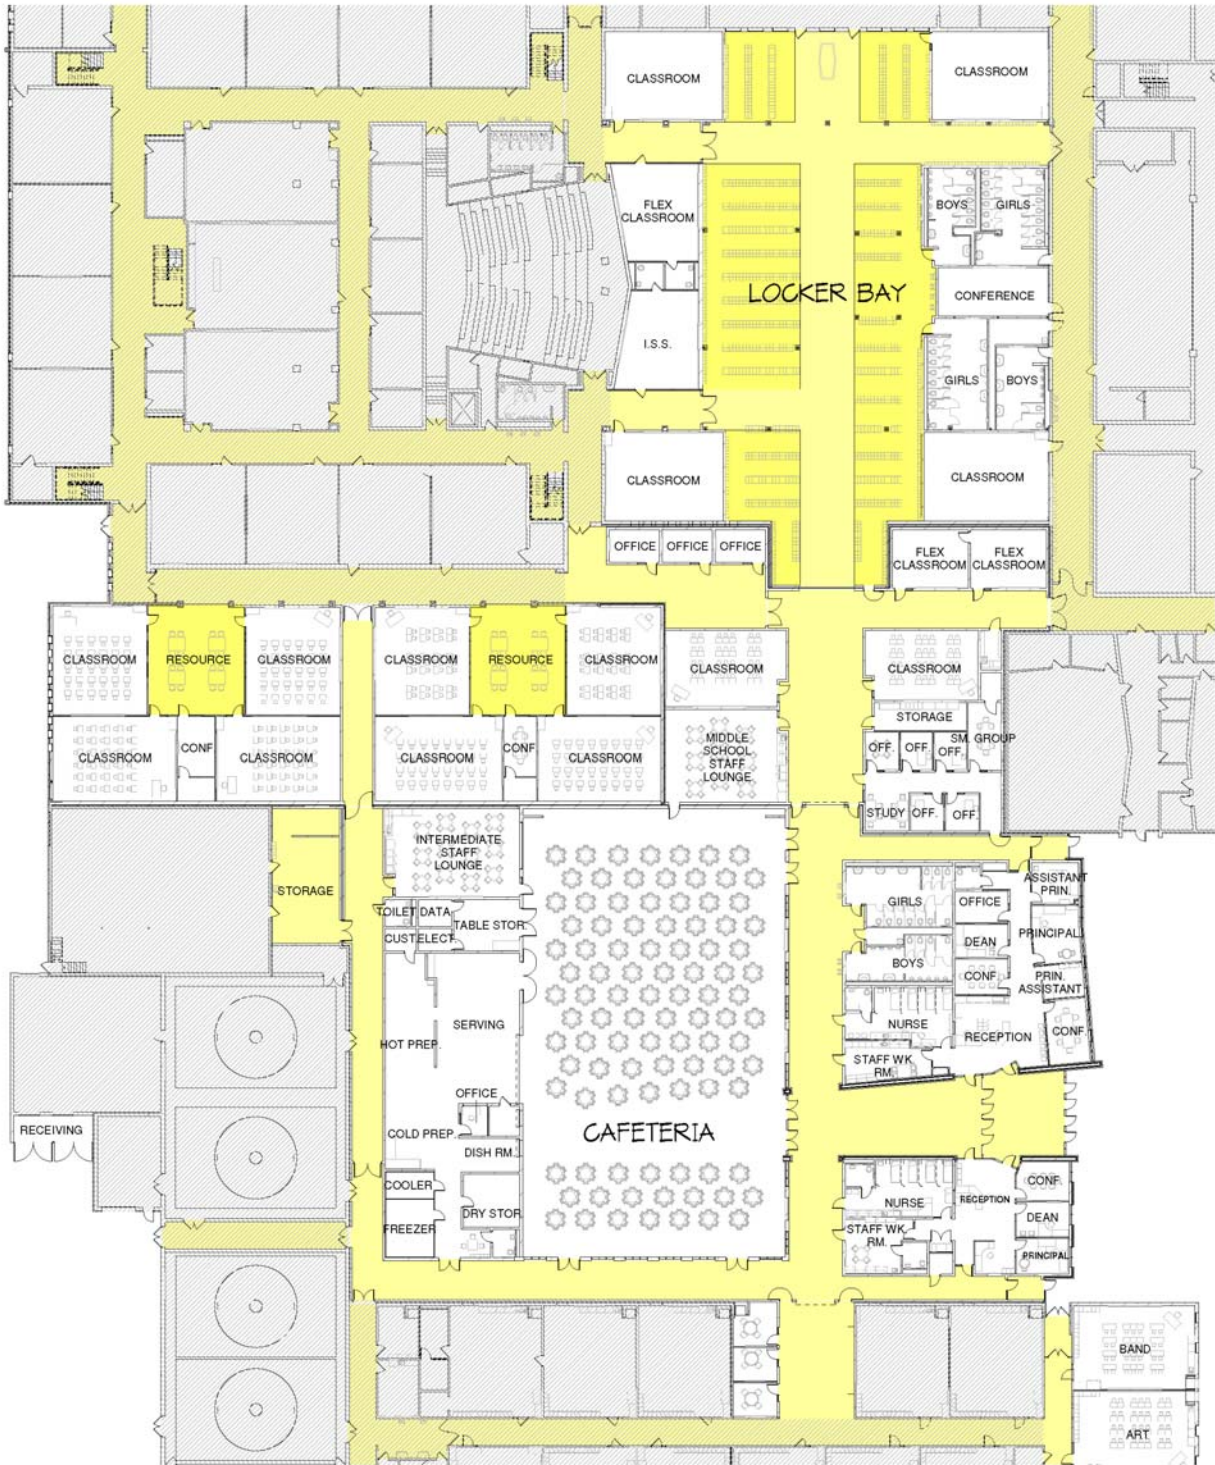 CLASSROOM
CLASSROOM
FLEX
CLASSROOM
BOYS
GIRLS
LOCKER BAY
CONFERENCE
I.S.S.
GIRLS
BOYS
CLASSROOM
CLASSROOM
OFFICE
OFFICE
OFFICE
FLEX
CLASSROOM
FLEX
CLASSROOM
CLASSROOM
RESOURCE
CLASSROOM
CLASSROOM
RESOURCE
CLASSROOM
CLASSROOM
CLASSROOM
STORAGE
CLASSROOM
CONF
CLASSROOM
CLASSROOM
CONF
CLASSROOM
MIDDLE
SCHOOL
STAFF
LOUNGE
OFF.
OFF.
OFF.
SM. GROUP
STUDY
OFF.
OFF.
INTERMEDIATE
STAFF
LOUNGE
STORAGE
TOILET
DATA
TABLE STOR.
CUST.
ELECT.
GIRLS
OFFICE
ASSISTANT
PRIN.
DEAN
PRINCIPAL
BOYS
CONF.
PRIN.
ASSISTANT
SERVING
HOT PREP.
NURSE
RECEPTION
CONF.
STAFF WK
RM.
OFFICE
RECEIVING
COLD PREP.
CAFETERIA
DISH RM.
COOLER
FREEZER
DRY STOR.
NURSE
RECEPTION
CONF.
STAFF WK
RM.
DEAN
PRINCIPAL
BAND
ART